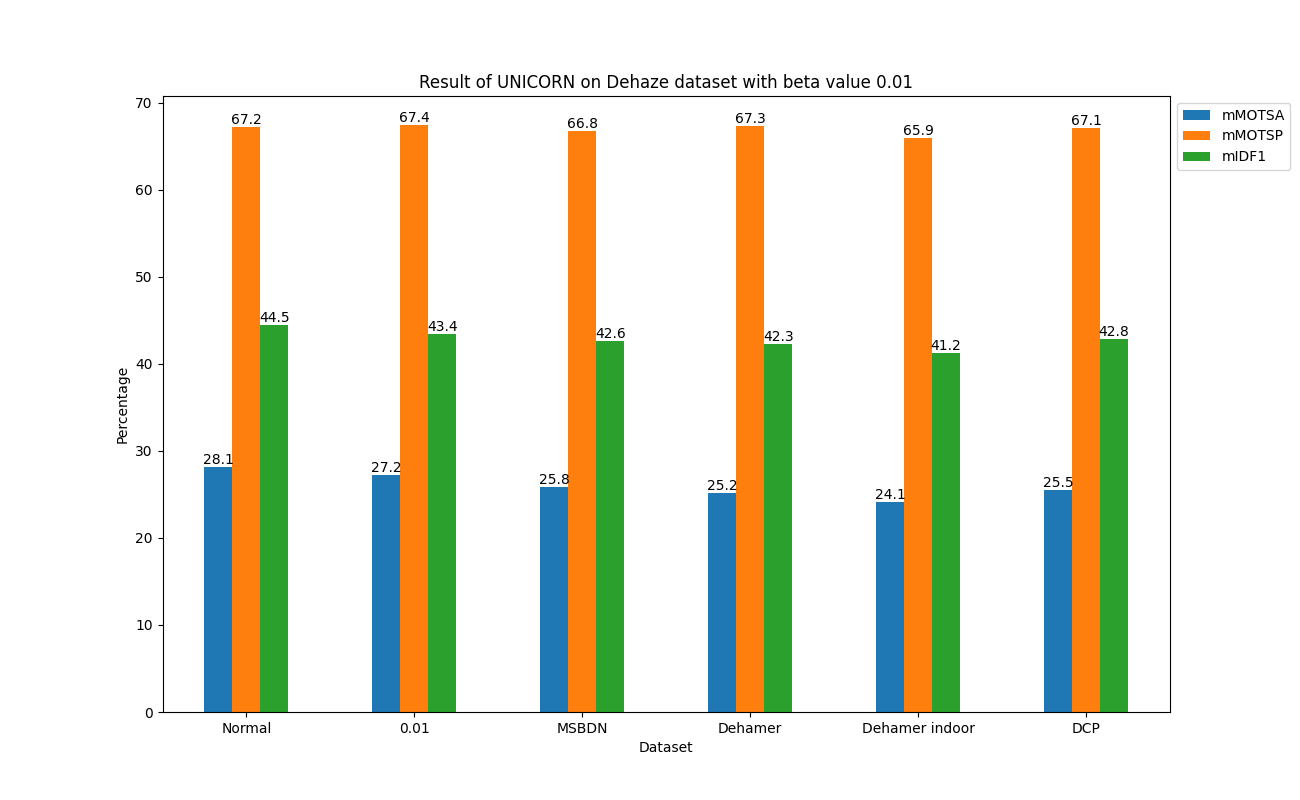 Result of UNICORN on Dehaze dataset with beta value 0.01
mMOTSA
mMOTSP
mIDF1
Percentage
70
60
50
40
30
20
10
0
67.2
67.4
66.8
67.3
65.9
67.1
44.5
43.4
42.6
42.3
41.2
42.8
28.1
27.2
25.8
25.2
24.1
25.5
Normal
0.01
MSBDN
Dehamer
Dehamer indoor
DCP
Dataset